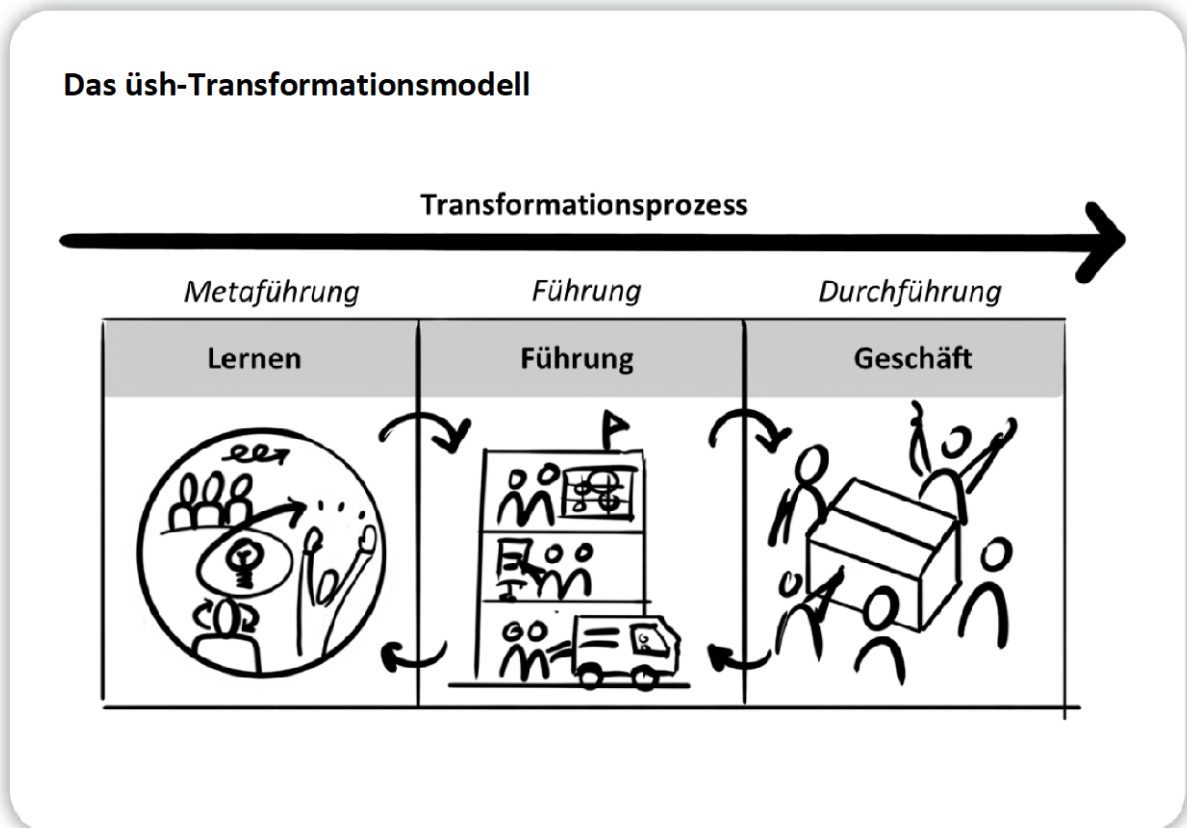 Das üsh-Transformationsmodell
Transformationsprozess
Metaführung Führung Durchführung
Lernen Führung Geschäft